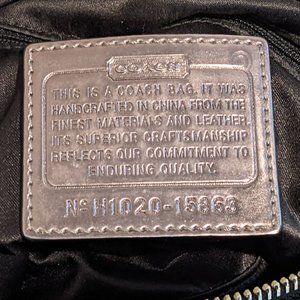 COACH
THIS IS A COACH BAG. IT WAS
HANDCRAFTED IN CHINA FROM THE
FINEST MATERIALS AND LEATHER.
ITS SUPERIOR CRAFTSMANSHIP
REFLECTS OUR COMMITMENT TO
ENDURING QUALITY.
Nº H1020-15863